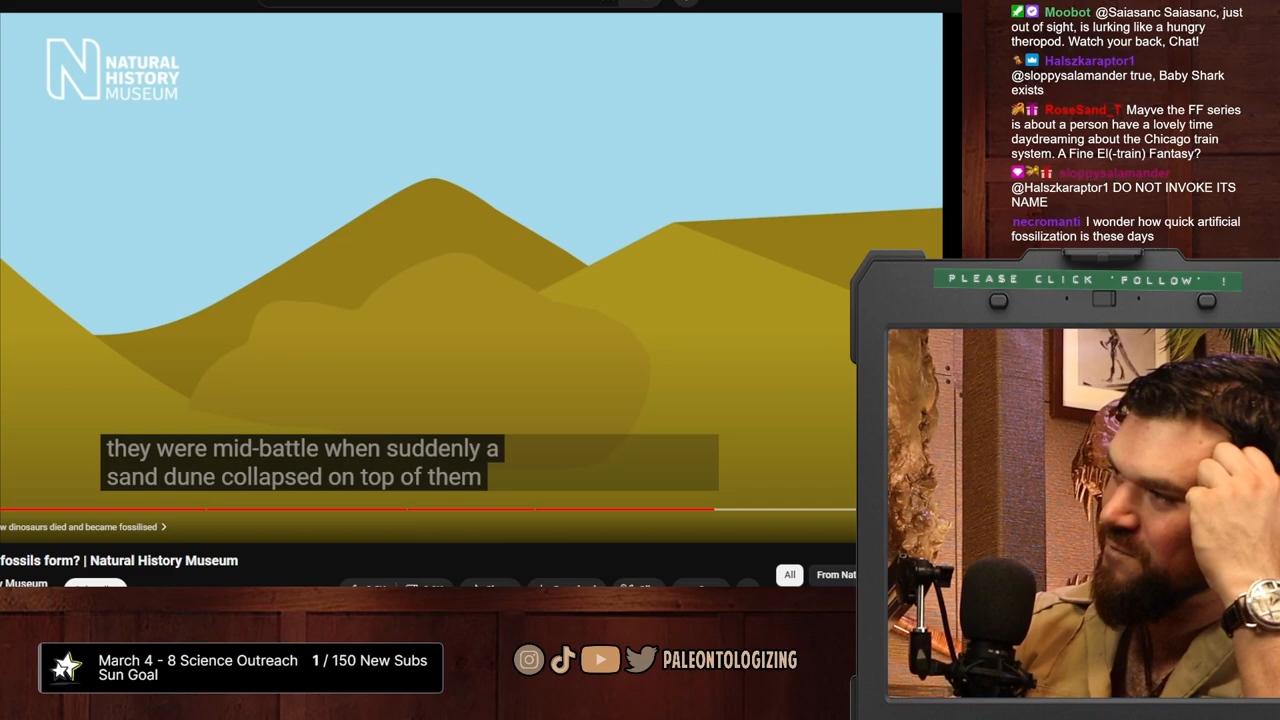 NATURAL
HISTORY
MUSEUM
they were mid-battle when suddenly a
sand dune collapsed on top of them
w dinosaurs died and became fossilised
fossils form? | Natural History Museum
Museum
All
From Nat
Moobot @Saiasanc Saiasanc, just
out of sight, is lurking like a hungry
theropod. Watch your back, Chat!
Halszkaraptor1
@sloppysalamander true, Baby Shark
exists
RoseSand_T Mayve the FF series
is about a person have a lovely time
daydreaming about the Chicago train
system. A Fine El(-train) Fantasy?
sloppysalamander
@Halszkaraptor1 DO NOT INVOKE ITS
NAME
necromanti I wonder how quick artificial
fossilization is these days
PLEASE CLICK 'FOLLOW' !
March 4 - 8 Science Outreach 1 / 150 New Subs
Sun Goal
PALEONTOLOGIZING